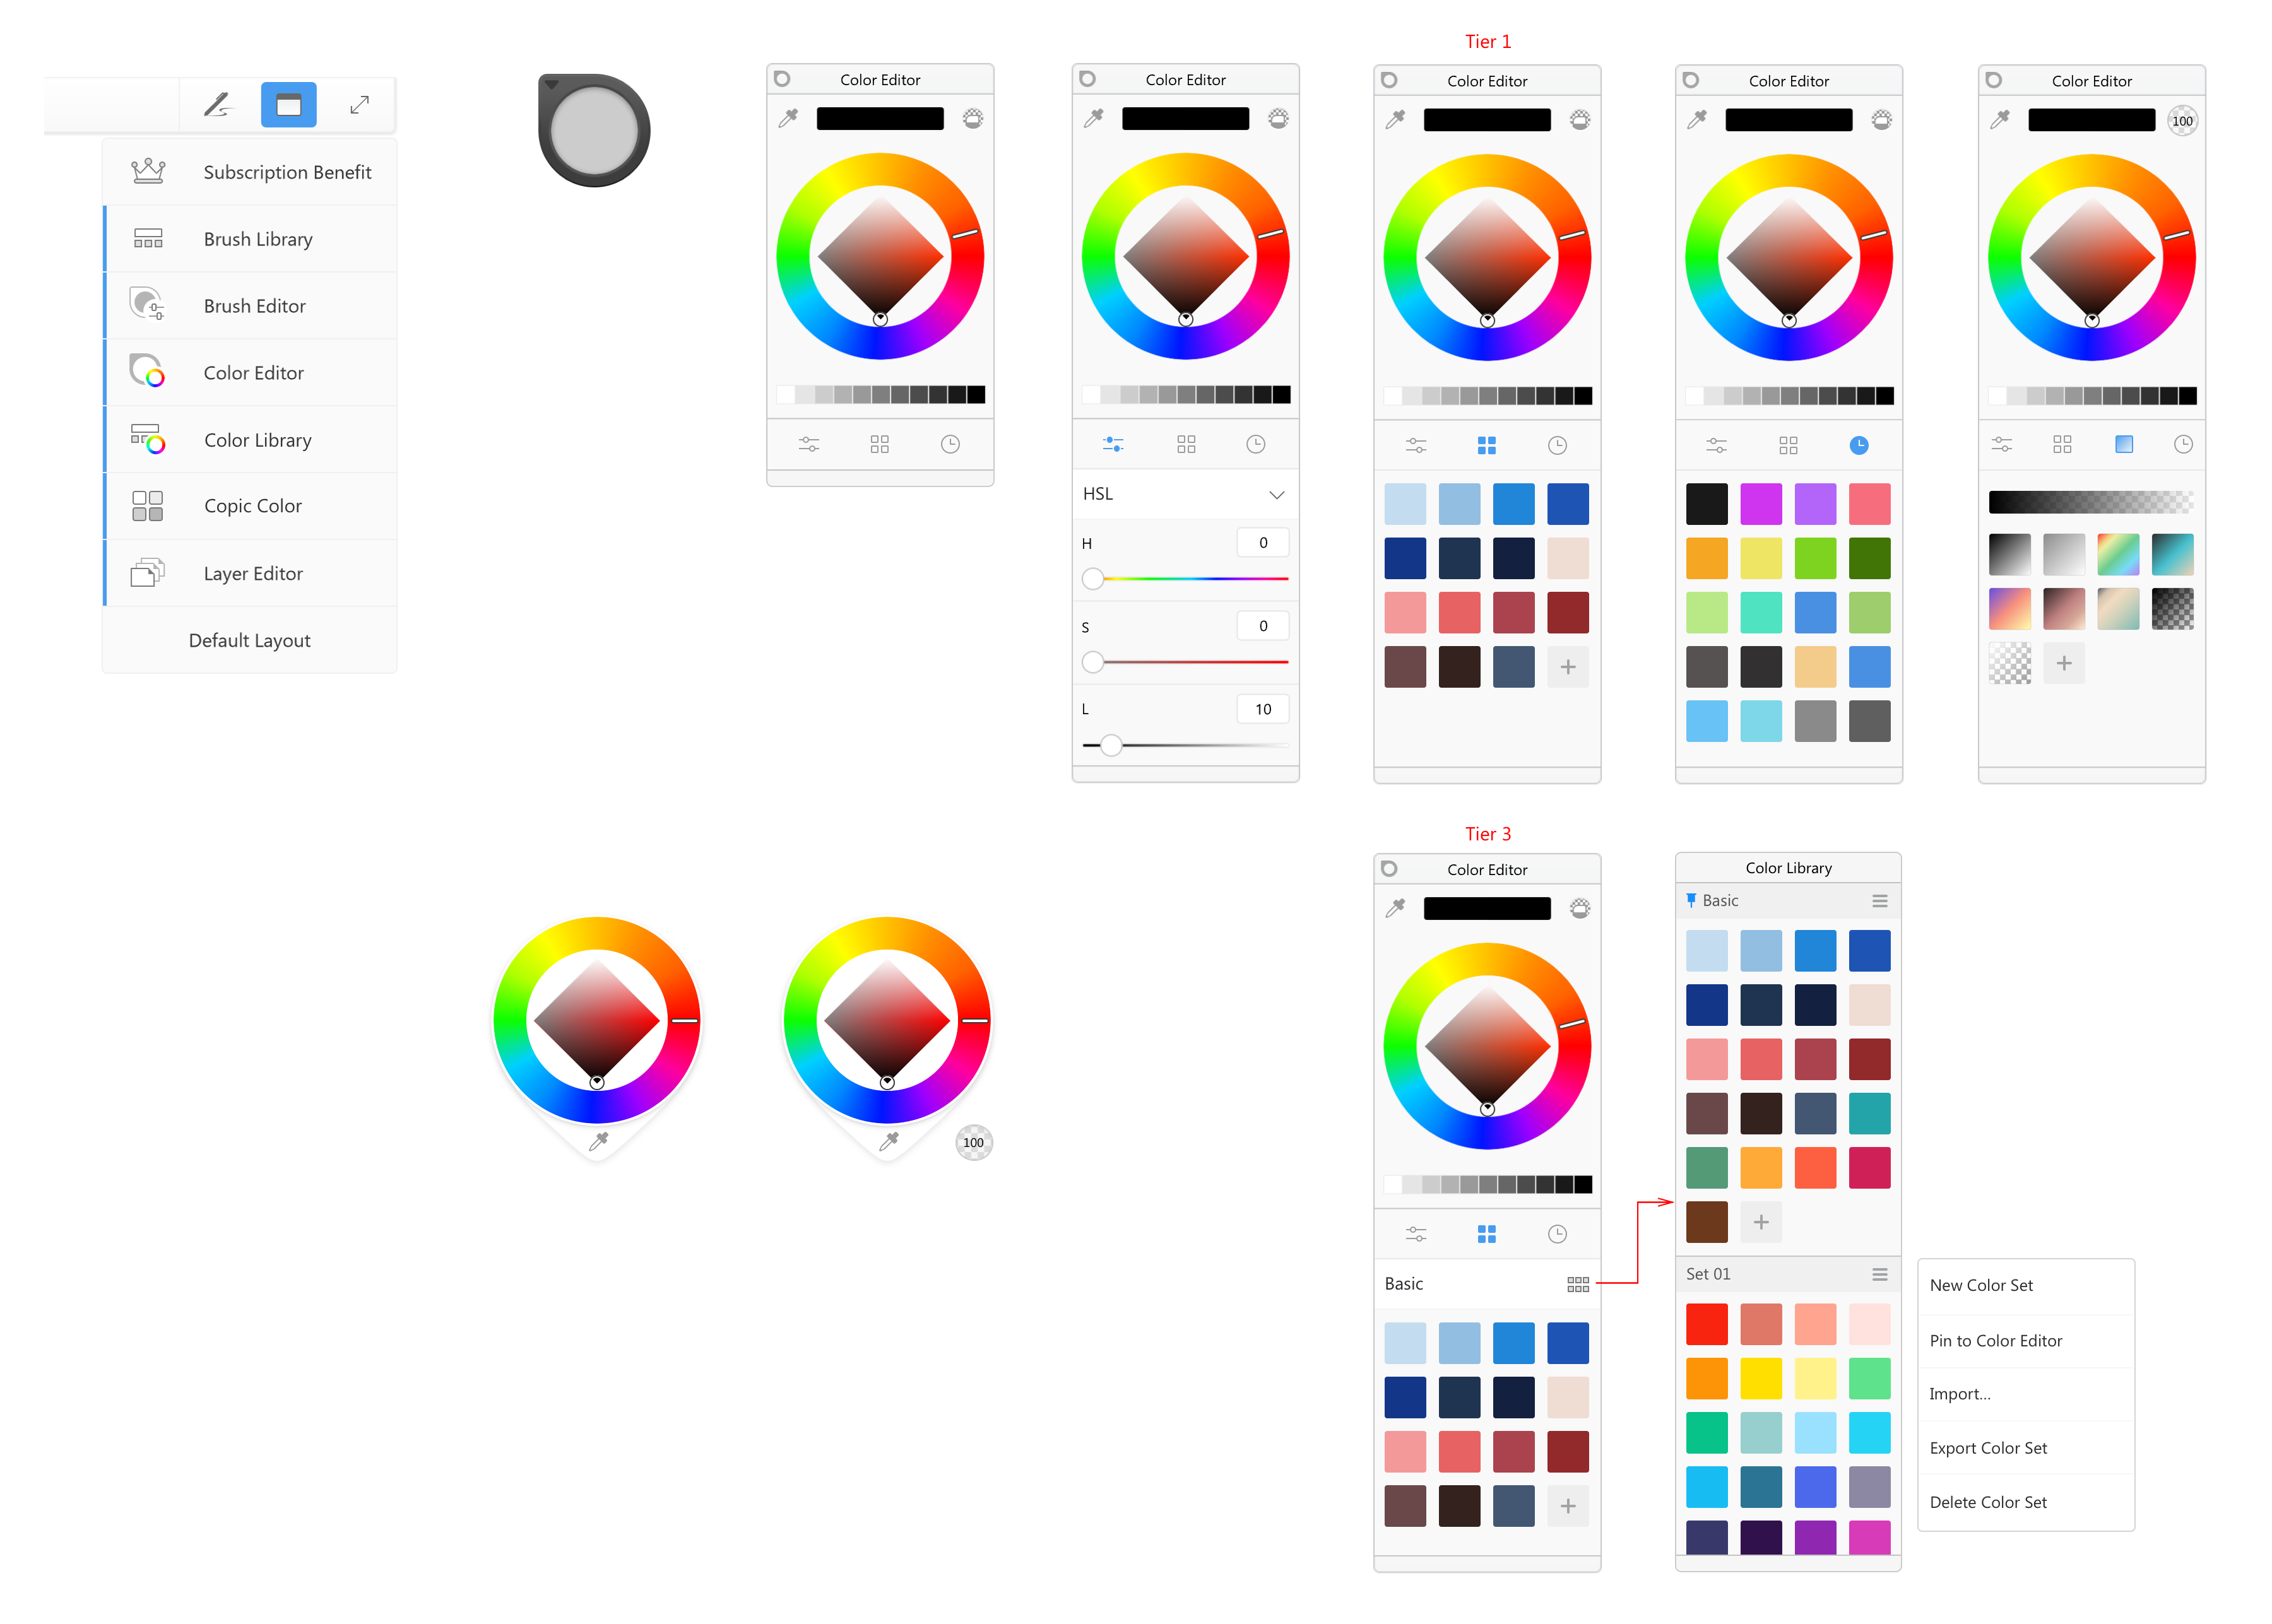 Tier 1
Color Editor
Color Editor
Color Editor
Color Editor
Color Editor
100
Subscription Benefit
Brush Library
Brush Editor
Color Editor
Color Library
Copic Color
Layer Editor
Default Layout
HSL
H
0
S
0
L
10
Tier 3
Color Editor
Color Library
Basic
100
Basic
Set 01
New Color Set
Pin to Color Editor
Import...
Export Color Set
Delete Color Set